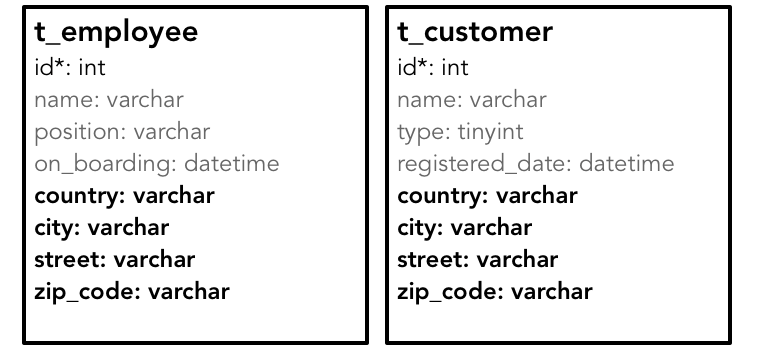 t_employee
id*: int
name: varchar
position: varchar
on_boarding: datetime
country: varchar
city: varchar
street: varchar
zip_code: varchar
t_customer
id*: int
name: varchar
type: tinyint
registered_date: datetime
country: varchar
city: varchar
street: varchar
zip_code: varchar